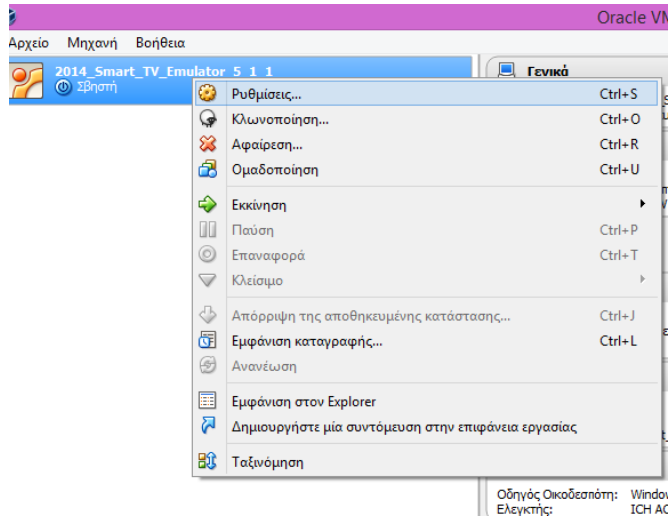 Oracle VM
Αρχείο Μηχανή Βοήθεια
2014_Smart_TV_Emulator_5_1_1
Σβηστή
Γενικά
Ρυθμίσεις... Ctrl+S
Κλωνοποίηση... Ctrl+O
Αφαίρεση... Ctrl+R
Ομαδοποίηση Ctrl+U
Εκκίνηση
Παύση Ctrl+P
Επαναφορά Ctrl+T
Κλείσιμο
Απόρριψη της αποθηκευμένης κατάστασης... Ctrl+J
Εμφάνιση καταγραφής... Ctrl+L
Ανανέωση
Εμφάνιση στον Explorer
Δημιουργήστε μία συντόμευση στην επιφάνεια εργασίας
Ταξινόμηση
Οδηγός Οικοδεσπότη: Window
Ελεγκτής: ICH AC